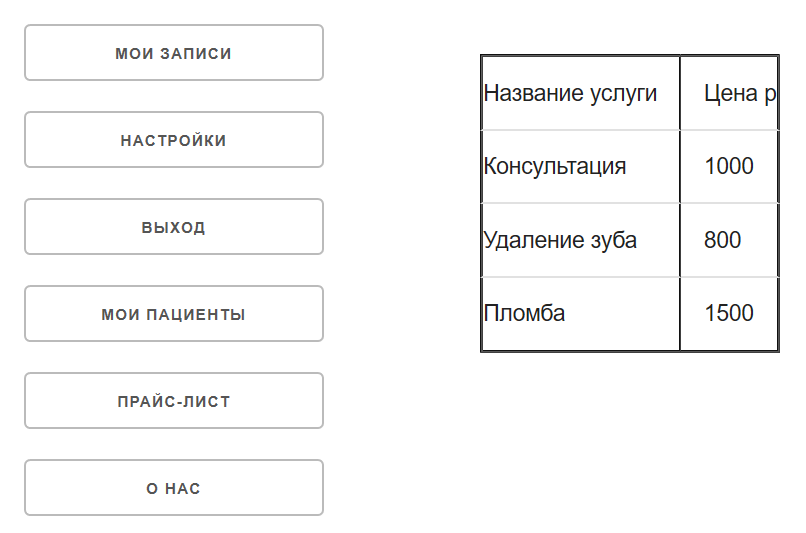 МОИ ЗАПИСИ
НАСТРОЙКИ
ВЫХОД
МОИ ПАЦИЕНТЫ
ПРАЙС-ЛИСТ
О НАС
Название услуги Цена р
Консультация 1000
Удаление зуба 800
Пломба 1500